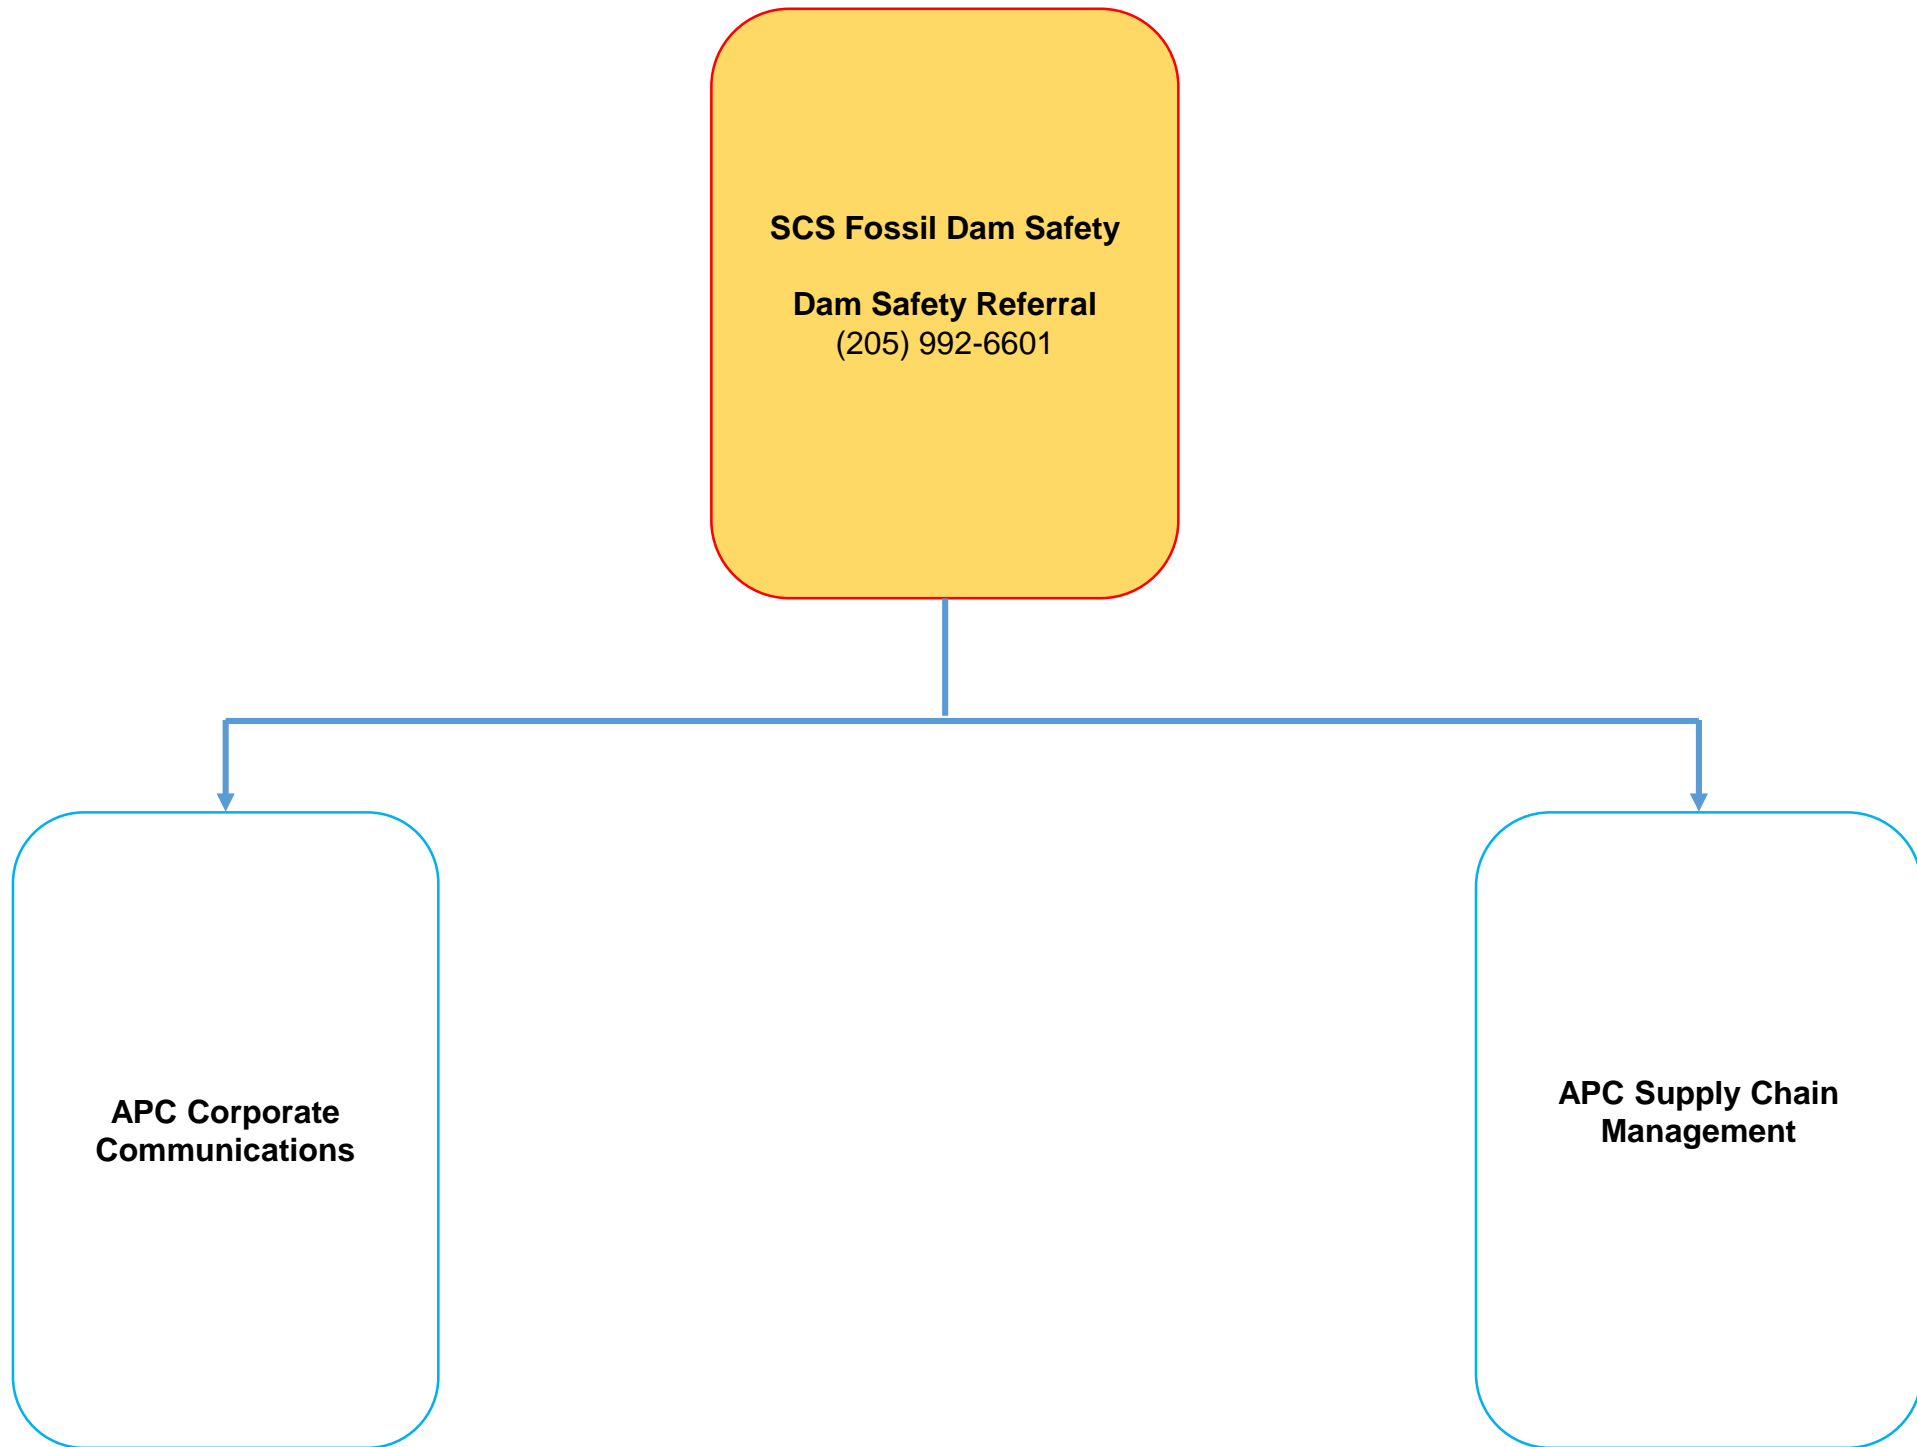 SCS Fossil Dam Safety
Dam Safety Referral
(205) 992-6601
APC Corporate
Communications
APC Supply Chain
Management